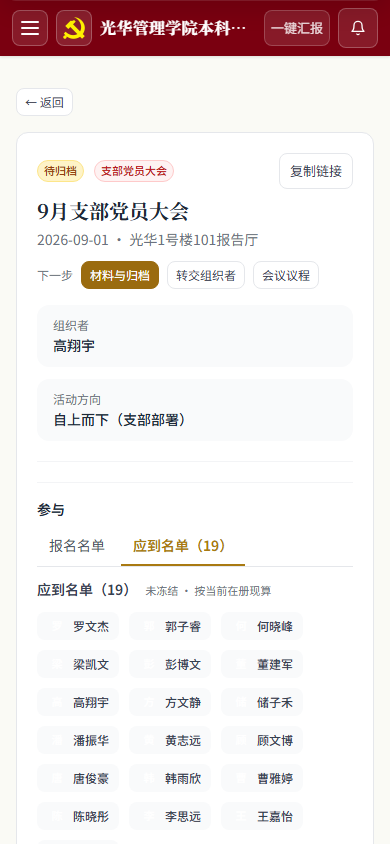 光华管理学院本科…
一键汇报
← 返回
待归档 支部党员大会 复制链接
9月支部党员大会
2026-09-01 · 光华1号楼101报告厅
下一步 材料与归档 转交组织者 会议议程
组织者
高翔宇
活动方向
自上而下（支部部署）
参与
报名名单 应到名单（19）
应到名单（19） 未冻结 · 按当前在册现算
罗文杰 郭子睿 何晓峰
梁凯文 彭博文 董建军
高翔宇 方文静 储子禾
潘振华 黄志远 顾文博
唐俊豪 韩雨欣 曹雅婷
陈晓彤 李思远 王嘉怡